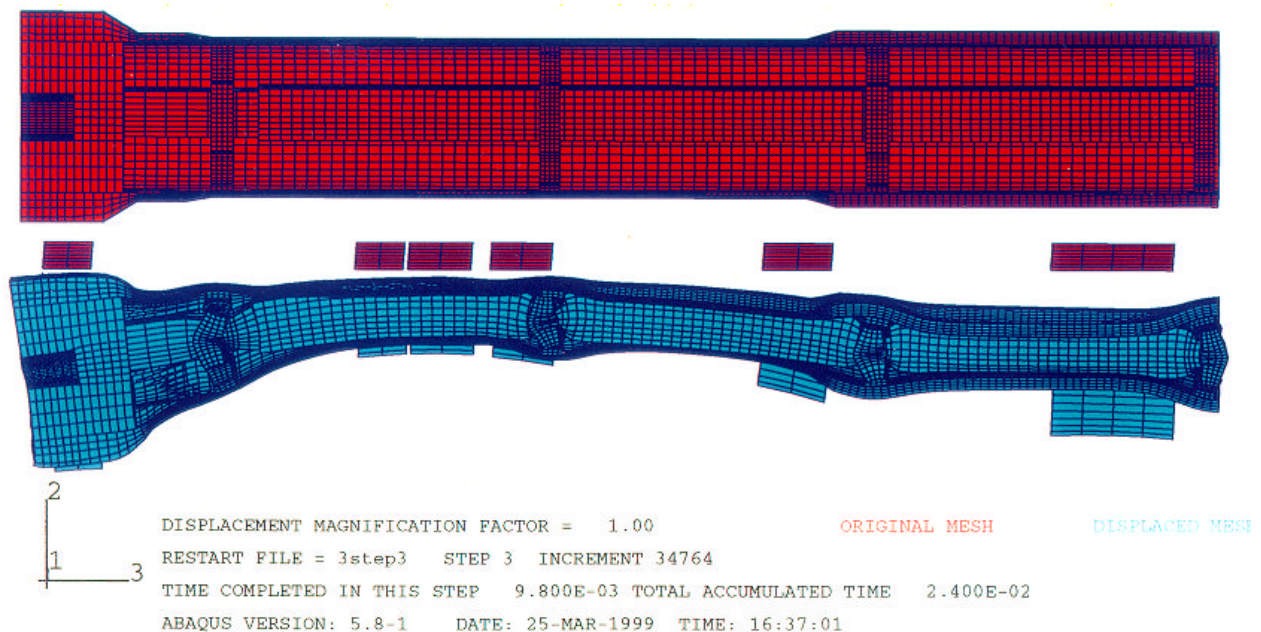 2
1
3
DISPLACEMENT MAGNIFICATION FACTOR = 1.00 ORIGINAL MESH DISPLACED MESH
RESTART FILE = 3step3 STEP 3 INCREMENT 34764
TIME COMPLETED IN THIS STEP 9.800E-03 TOTAL ACCUMULATED TIME 2.400E-02
ABAQUS VERSION: 5.8-1 DATE: 25-MAR-1999 TIME: 16:37:01